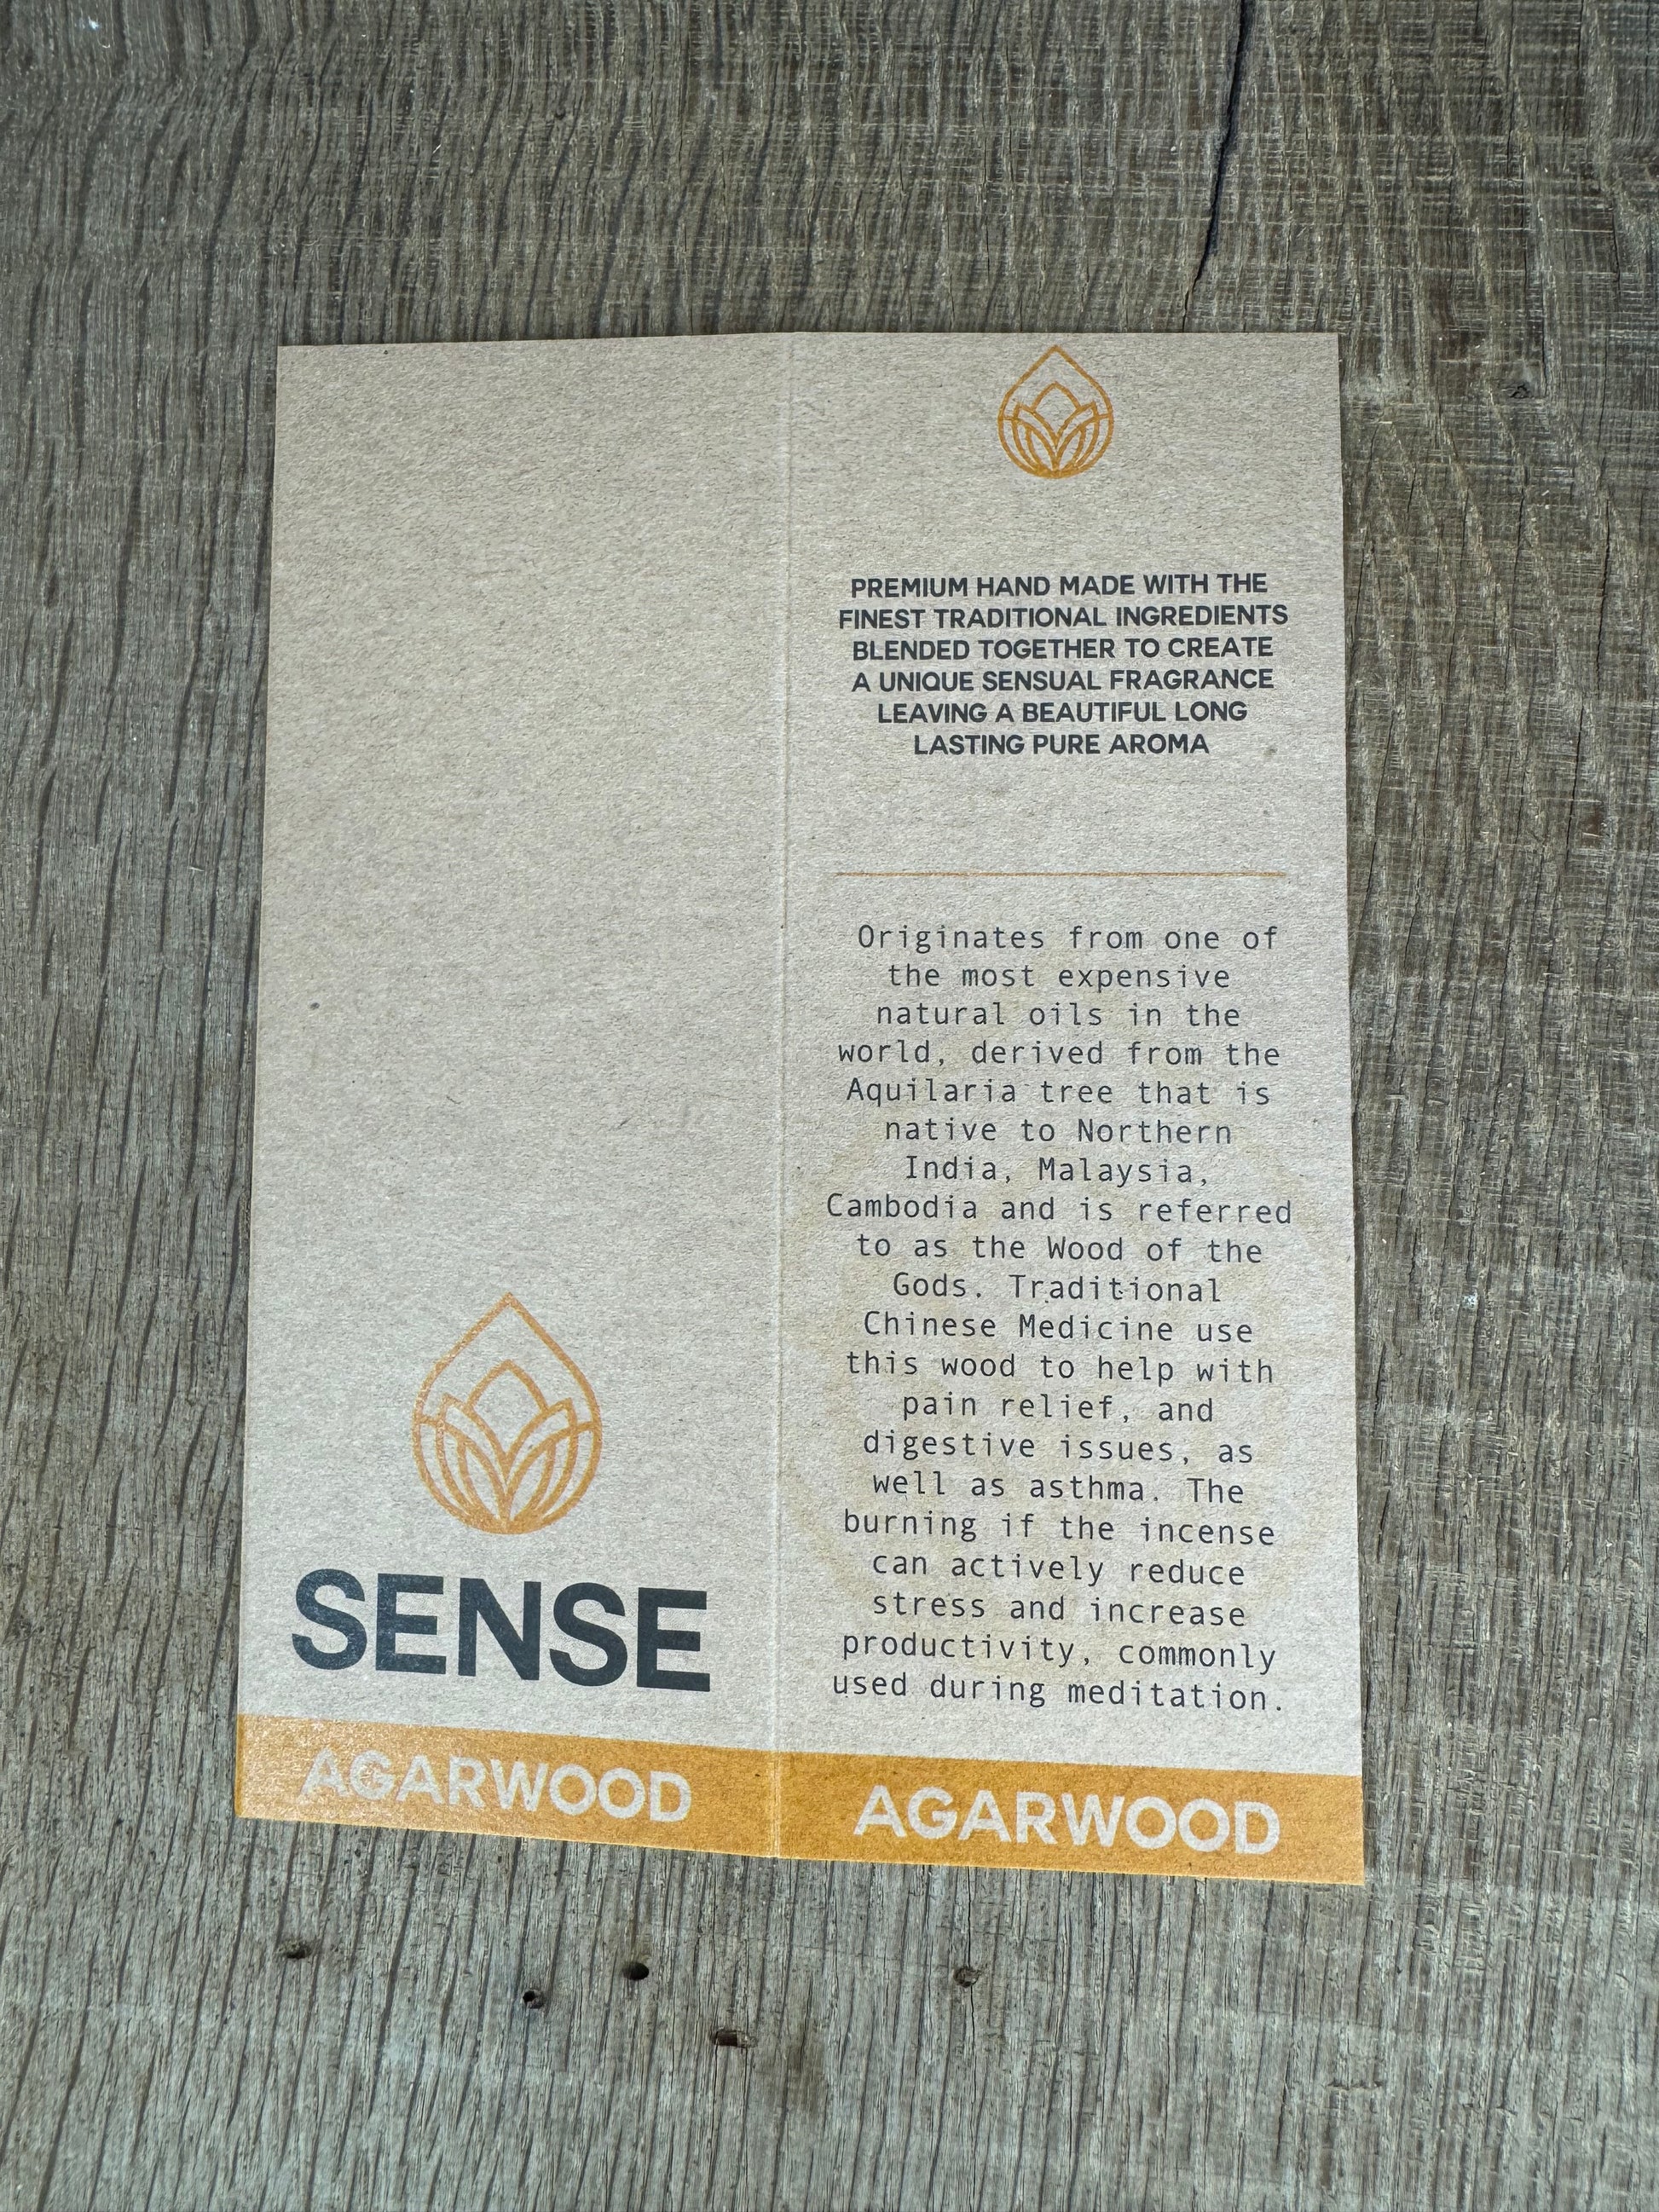 SENSE
AGARWOOD
PREMIUM HAND MADE WITH THE
FINEST TRADITIONAL INGREDIENTS
BLENDED TOGETHER TO CREATE
A UNIQUE SENSUAL FRAGRANCE
LEAVING A BEAUTIFUL LONG
LASTING PURE AROMA
Originates from one of
the most expensive
natural oils in the
world, derived from the
Aquilaria tree that is
native to Northern
India, Malaysia,
Cambodia and is referred
to as the Wood of the
Gods. Traditional
Chinese Medicine use
this wood to help with
pain relief, and
digestive issues, as
well as asthma. The
burning if the incense
can actively reduce
stress and increase
productivity, commonly
used during meditation.
AGARWOOD